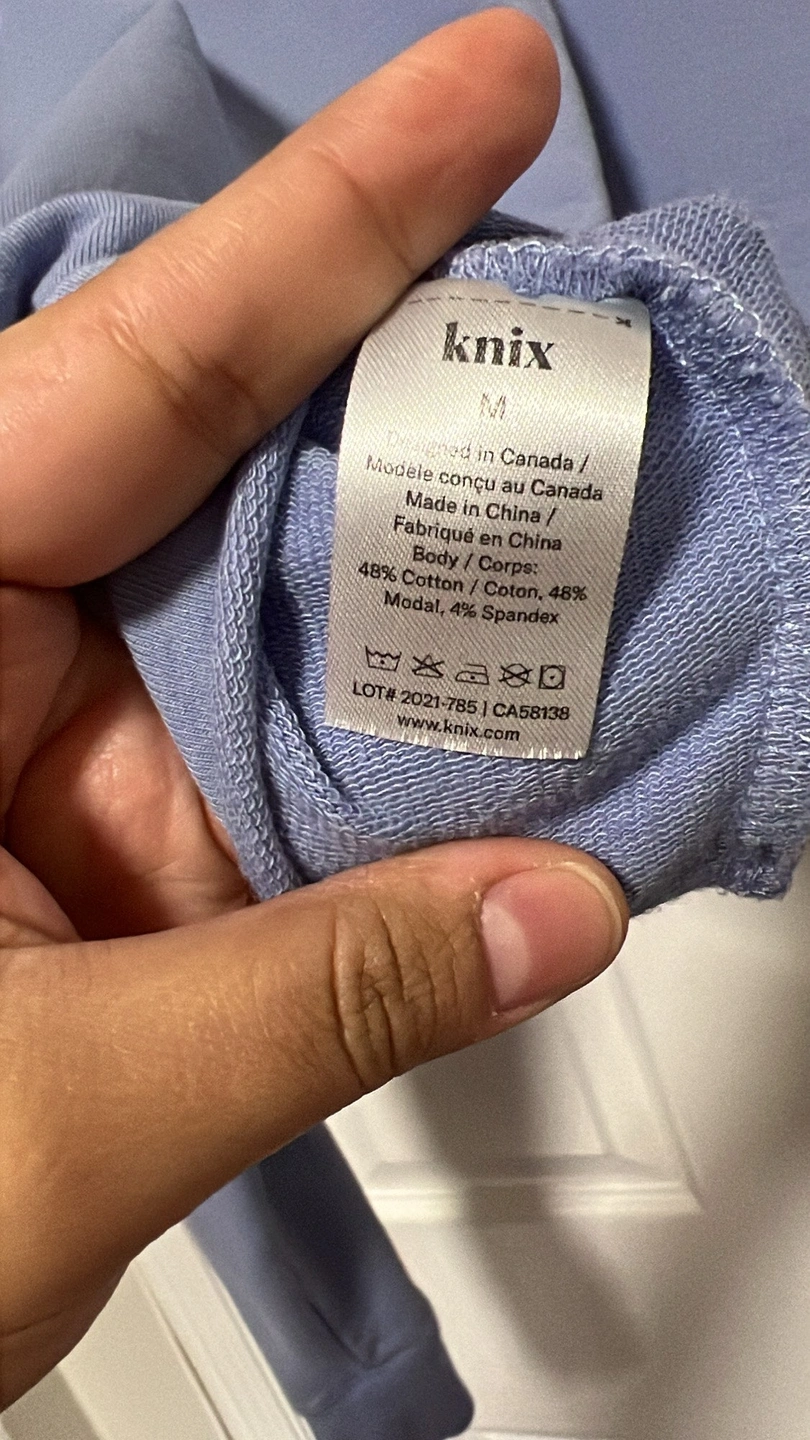 knix
M
Designed in Canada /
Modèle conçu au Canada
Made in China /
Fabriqué en China
Body / Corps:
48% Cotton / Coton, 48%
Modal, 4% Spandex
LOT# 2021-785 | CA58138
www.knix.com